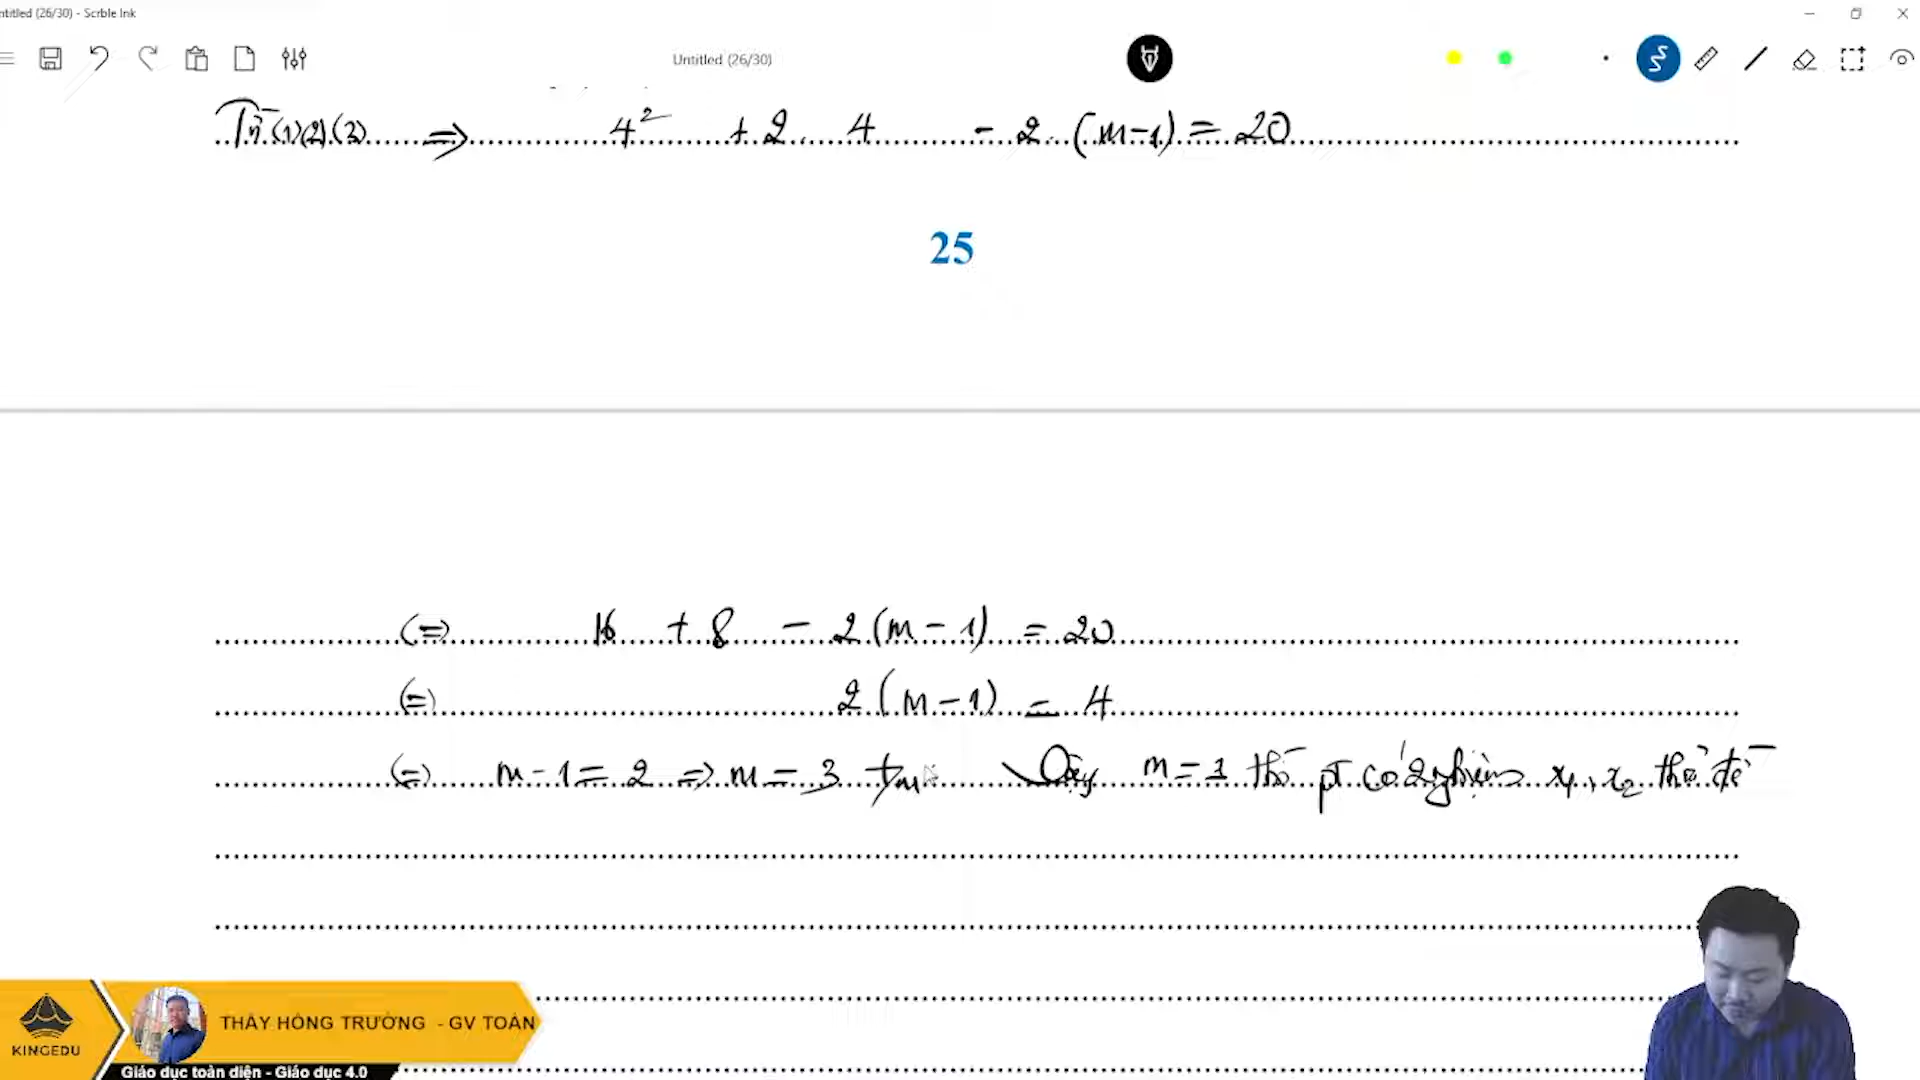 ntitled (26/30) - Scrble Ink
Untitled (26/30)
Từ (1)(2)(3) => 4² + 2. 4 - 2. (m-1) = 20
25
(=) 16 + 8 - 2(m-1) = 20
(=) 2(m-1) = 4
(=) m-1 = 2 => m = 3 tm Vậy m = 3 thì pt có 2 nghiệm x₁, x₂ thoả đề
THẦY HỒNG TRƯỜNG - GV TOÁN
KINGEDU
Giáo dục toàn diện - Giáo dục 4.0